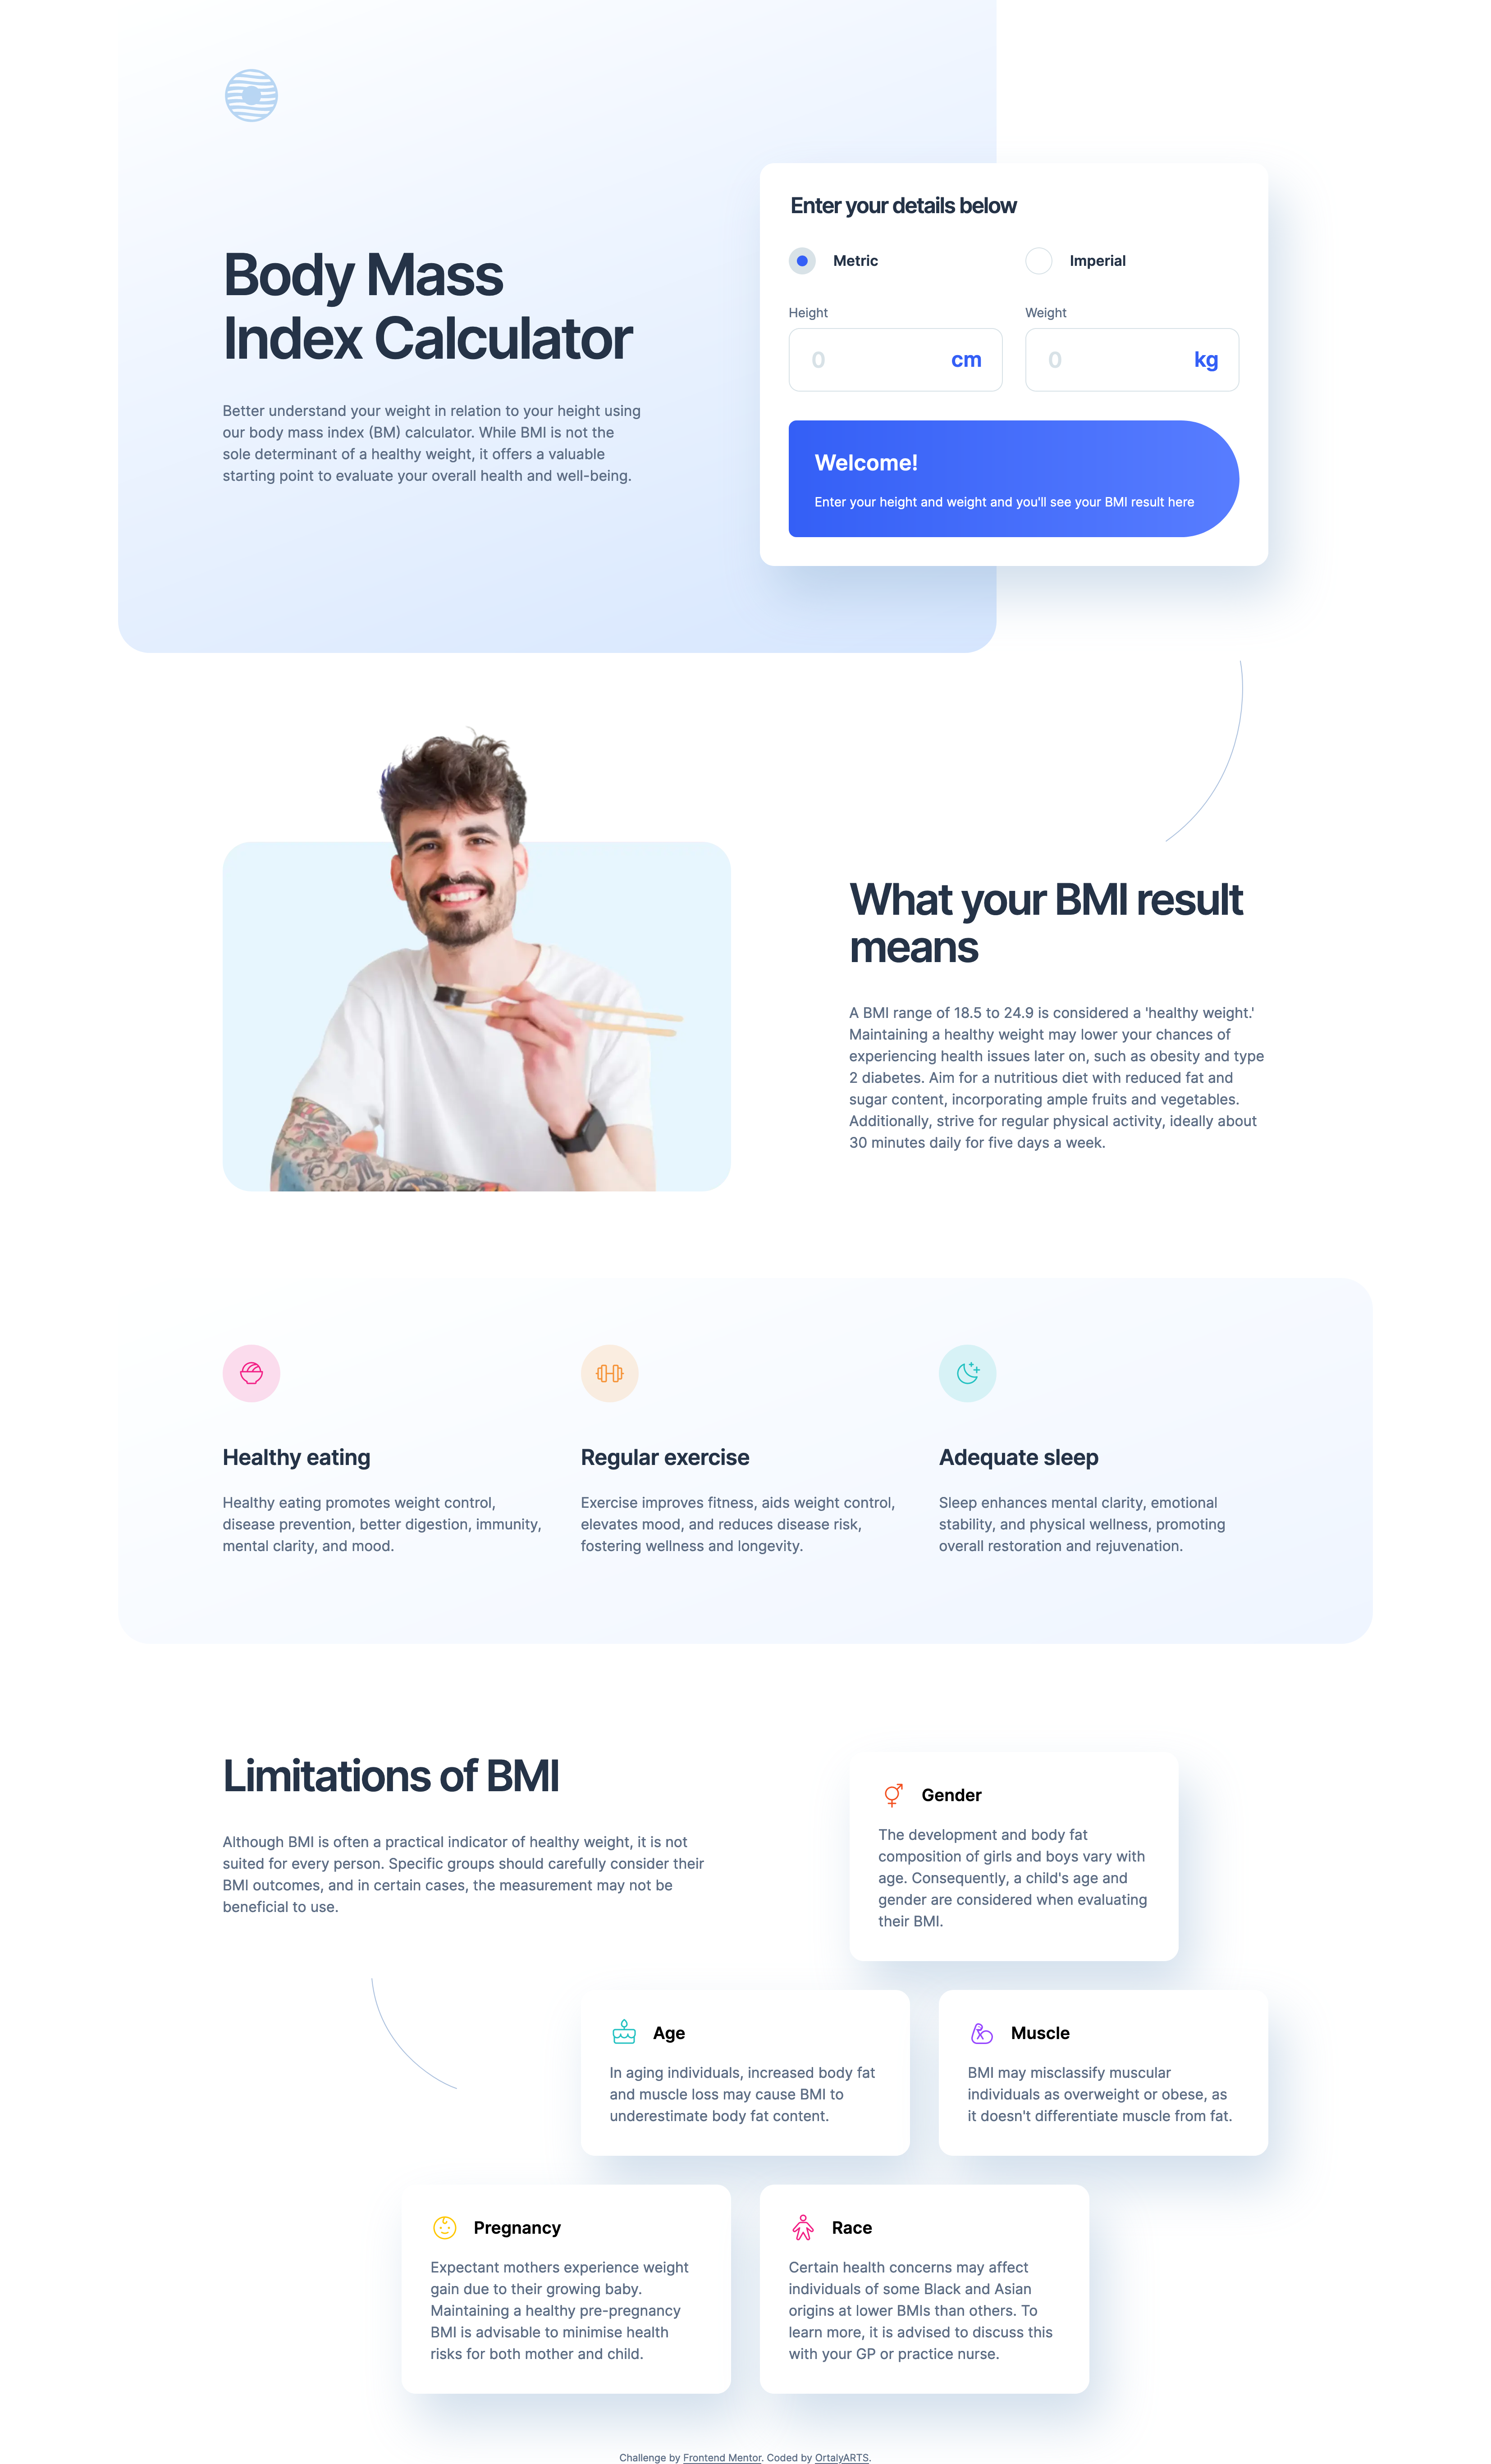 Body Mass
Index Calculator
Better understand your weight in relation to your height using
our body mass index (BM) calculator. While BMI is not the
sole determinant of a healthy weight, it offers a valuable
starting point to evaluate your overall health and well-being.
Enter your details below
Metric
Imperial
Height
Weight
0 cm
0 kg
Welcome!
Enter your height and weight and you'll see your BMI result here
What your BMI result
means
A BMI range of 18.5 to 24.9 is considered a 'healthy weight.'
Maintaining a healthy weight may lower your chances of
experiencing health issues later on, such as obesity and type
2 diabetes. Aim for a nutritious diet with reduced fat and
sugar content, incorporating ample fruits and vegetables.
Additionally, strive for regular physical activity, ideally about
30 minutes daily for five days a week.
Healthy eating
Healthy eating promotes weight control,
disease prevention, better digestion, immunity,
mental clarity, and mood.
Regular exercise
Exercise improves fitness, aids weight control,
elevates mood, and reduces disease risk,
fostering wellness and longevity.
Adequate sleep
Sleep enhances mental clarity, emotional
stability, and physical wellness, promoting
overall restoration and rejuvenation.
Limitations of BMI
Although BMI is often a practical indicator of healthy weight, it is not
suited for every person. Specific groups should carefully consider their
BMI outcomes, and in certain cases, the measurement may not be
beneficial to use.
Gender
The development and body fat
composition of girls and boys vary with
age. Consequently, a child's age and
gender are considered when evaluating
their BMI.
Age
In aging individuals, increased body fat
and muscle loss may cause BMI to
underestimate body fat content.
Muscle
BMI may misclassify muscular
individuals as overweight or obese, as
it doesn't differentiate muscle from fat.
Pregnancy
Expectant mothers experience weight
gain due to their growing baby.
Maintaining a healthy pre-pregnancy
BMI is advisable to minimise health
risks for both mother and child.
Race
Certain health concerns may affect
individuals of some Black and Asian
origins at lower BMIs than others. To
learn more, it is advised to discuss this
with your GP or practice nurse.
Challenge by Frontend Mentor. Coded by OrtalyARTS.